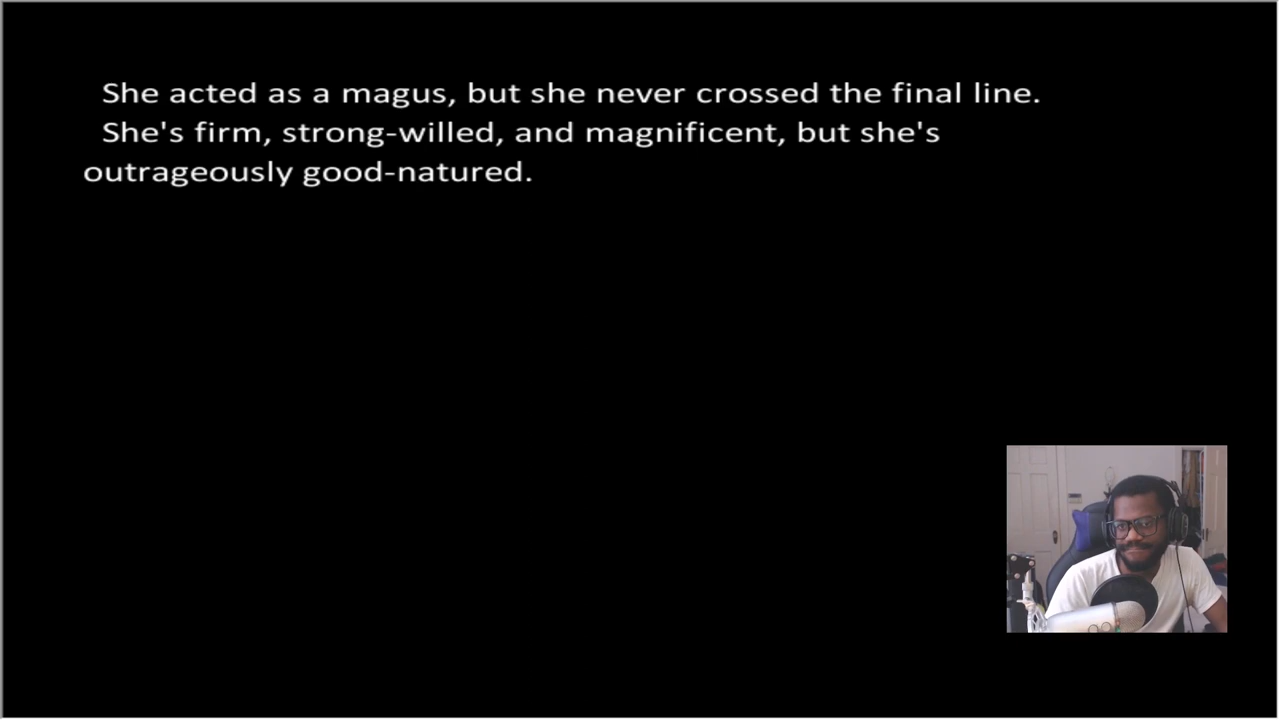 She acted as a magus, but she never crossed the final line.
She's firm, strong-willed, and magnificent, but she's
outrageously good-natured.